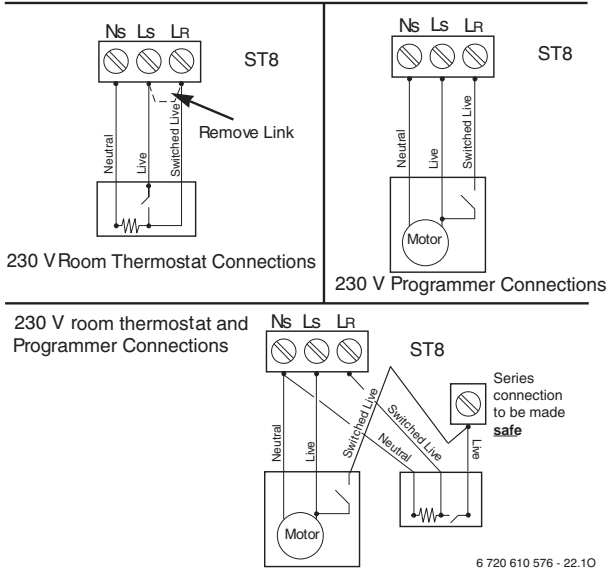 Ns Ls LR
ST8
Remove Link
Neutral
Live
Switched Live
230 V Room Thermostat Connections
Ns Ls LR
ST8
Neutral
Live
Switched Live
Motor
230 V Programmer Connections
230 V room thermostat and
Programmer Connections
Ns Ls LR
ST8
Series
connection
to be made
safe
Neutral
Live
Switched Live
Switched Live
Neutral
Live
Motor
6 720 610 576 - 22.1O